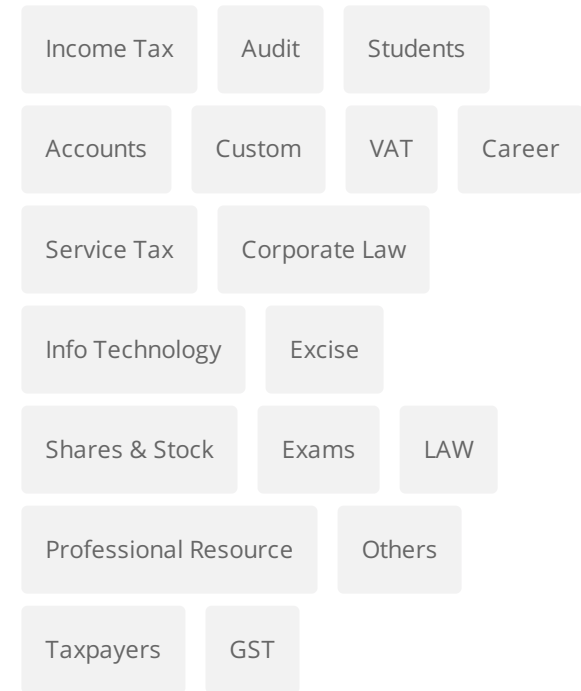 Income Tax Audit Students
Accounts Custom VAT Career
Service Tax Corporate Law
Info Technology Excise
Shares & Stock Exams LAW
Professional Resource Others
Taxpayers GST